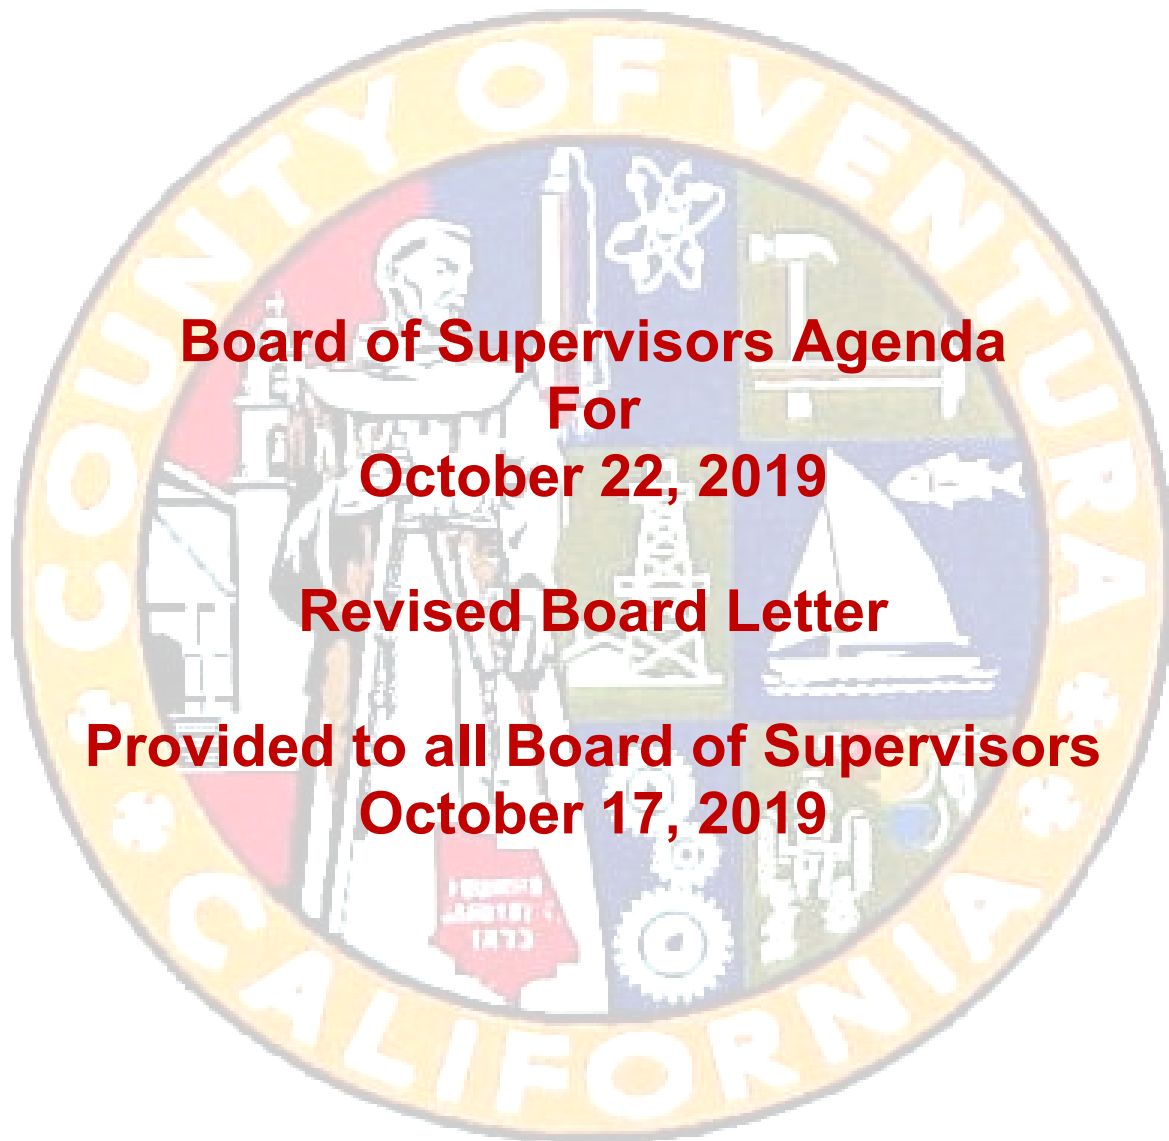 COUNTY OF VENTURA
Board of Supervisors Agenda
For
October 22, 2019
Revised Board Letter
Provided to all Board of Supervisors
October 17, 2019
1873
CALIFORNIA